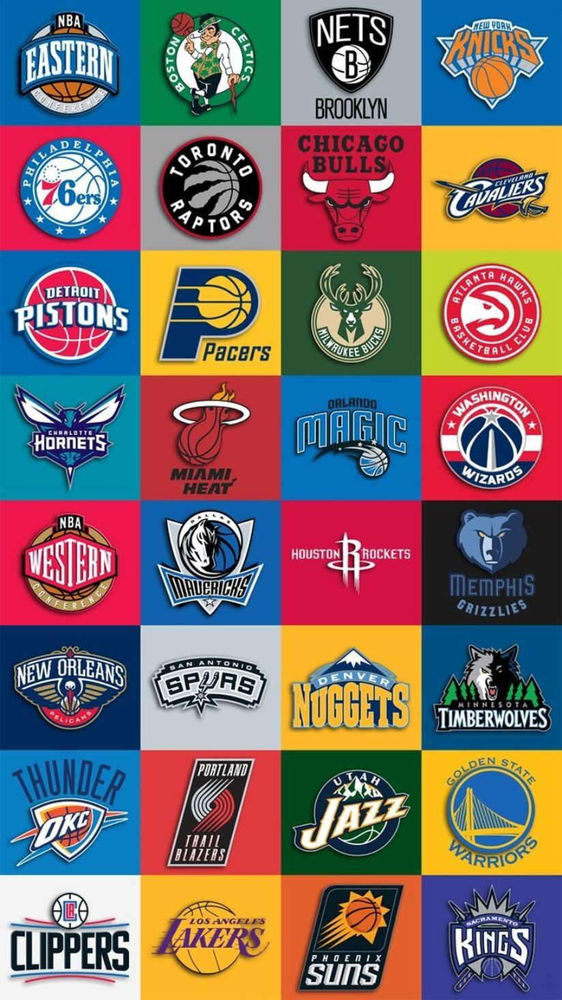 NBA
EASTERN
CONFERENCE
BOSTON CELTICS
NETS
B
BROOKLYN
NEW YORK
KNICKS
PHILADELPHIA
76ers
TORONTO
RAPTORS
CHICAGO
BULLS
CLEVELAND
CAVALIERS
DETROIT
PISTONS
P
Pacers
MILWAUKEE BUCKS
ATLANTA HAWKS
BASKETBALL CLUB
CHARLOTTE
HORNETS
MIAMI
HEAT
ORLANDO
MAGIC
WASHINGTON
WIZARDS
NBA
WESTERN
CONFERENCE
DALLAS
MAVERICKS
HOUSTON R ROCKETS
MEMPHIS
GRIZZLIES
NEW ORLEANS
PELICANS
SAN ANTONIO
SPURS
DENVER
NUGGETS
MINNESOTA
TIMBERWOLVES
THUNDER
OKC
PORTLAND
TRAIL
BLAZERS
UTAH
JAZZ
GOLDEN STATE
WARRIORS
LA
CLIPPERS
LOS ANGELES
LAKERS
PHOENIX
SUNS
SACRAMENTO
KINGS